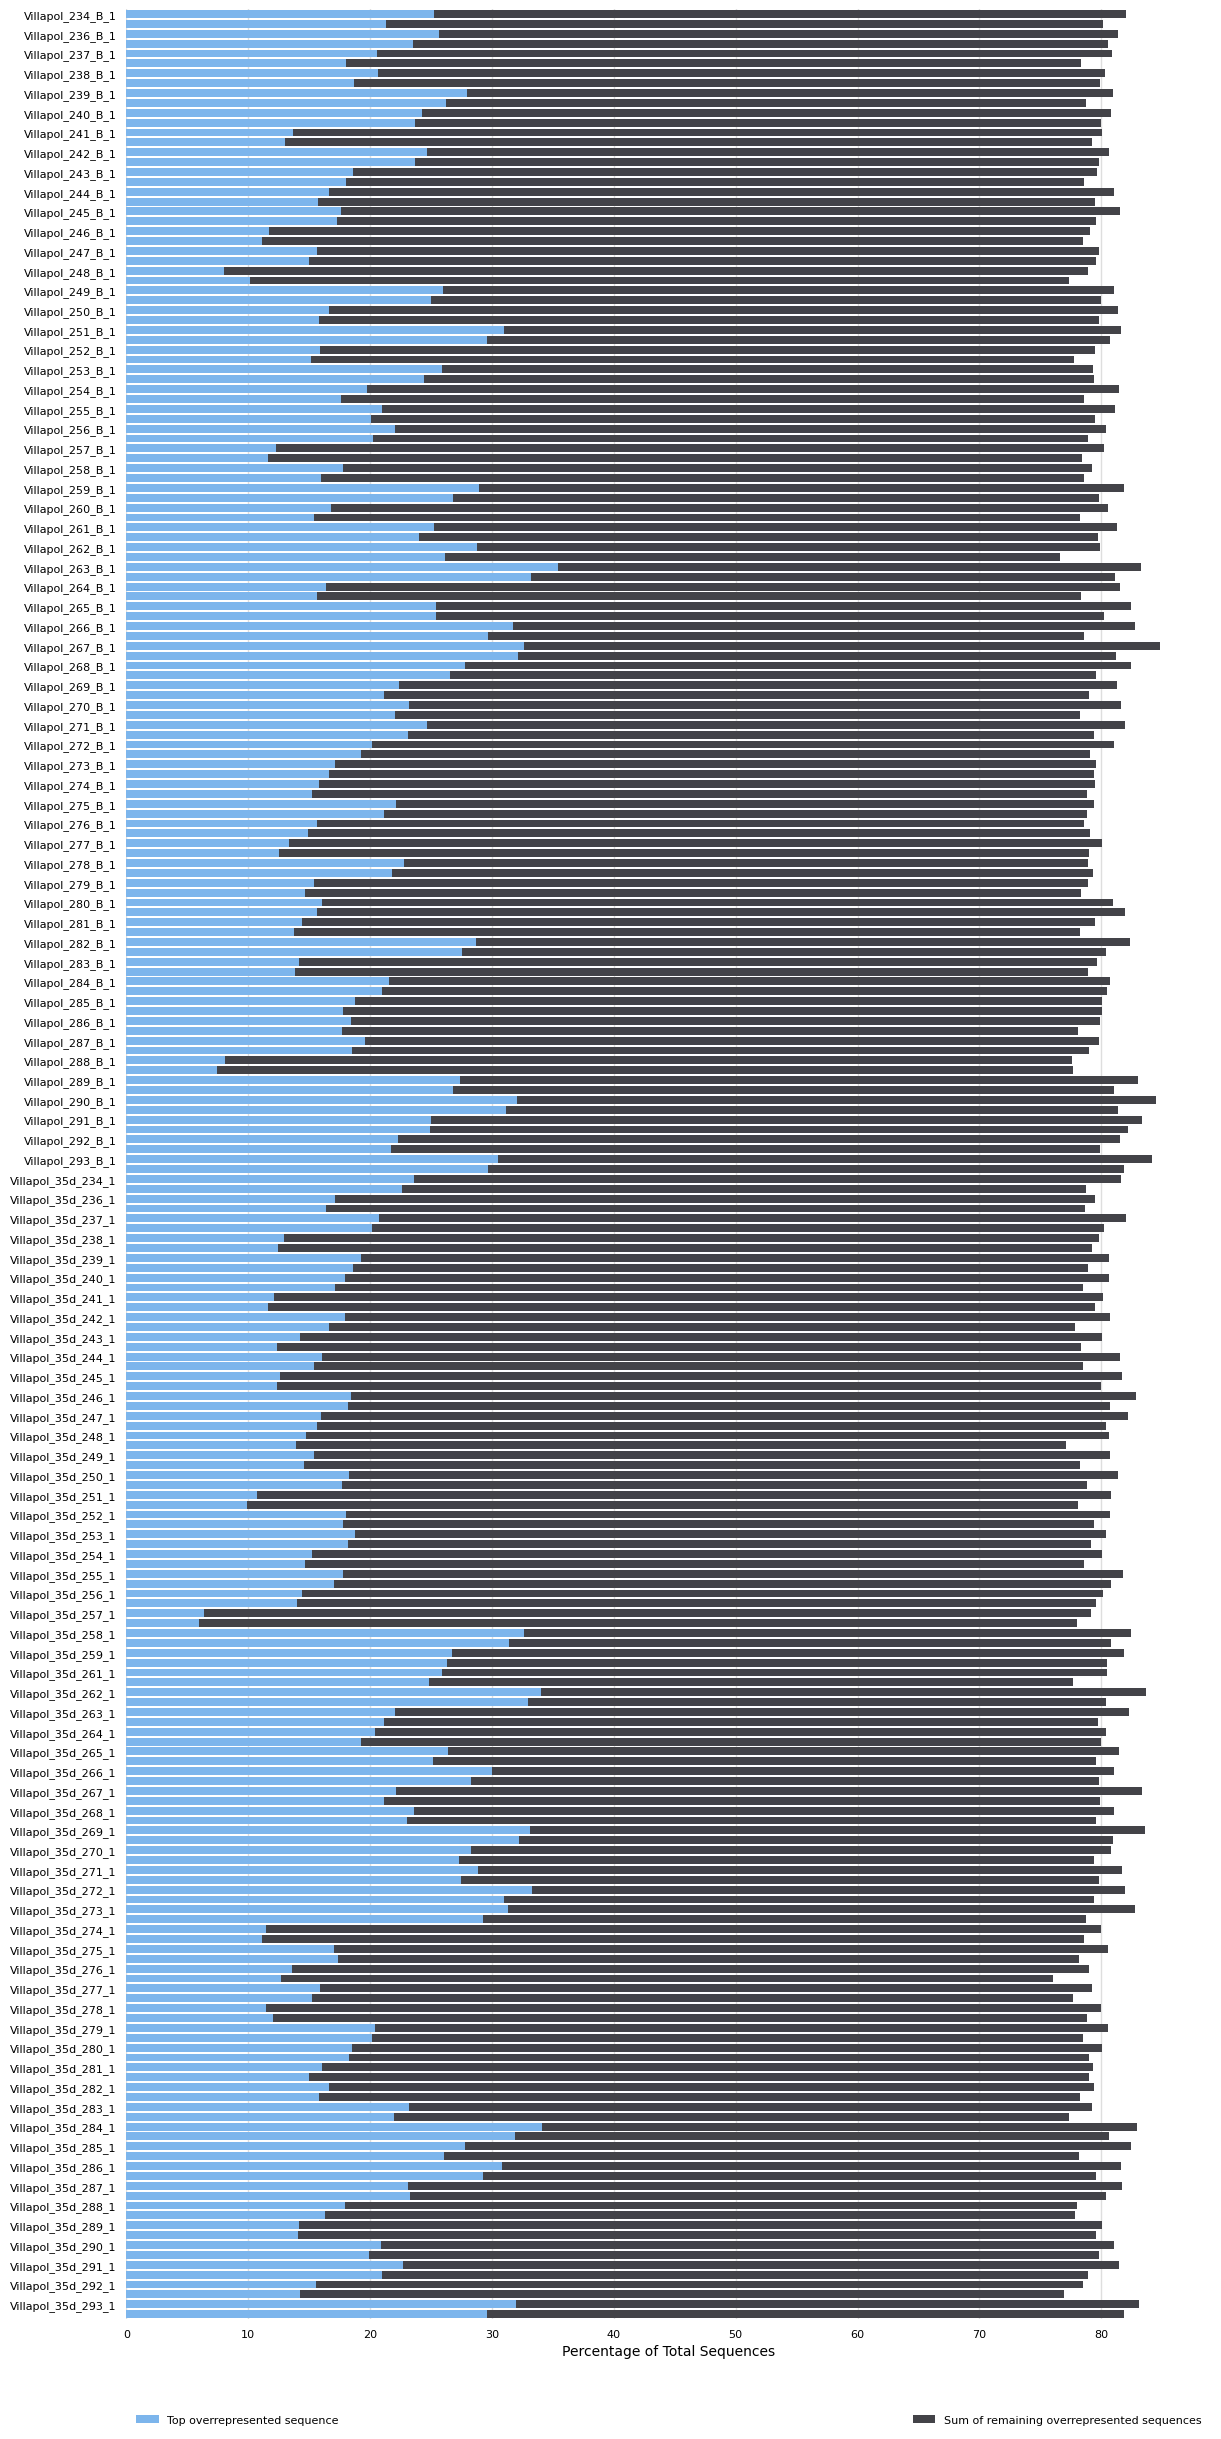 Villapol_234_B_1
Villapol_236_B_1
Villapol_237_B_1
Villapol_238_B_1
Villapol_239_B_1
Villapol_240_B_1
Villapol_241_B_1
Villapol_242_B_1
Villapol_243_B_1
Villapol_244_B_1
Villapol_245_B_1
Villapol_246_B_1
Villapol_247_B_1
Villapol_248_B_1
Villapol_249_B_1
Villapol_250_B_1
Villapol_251_B_1
Villapol_252_B_1
Villapol_253_B_1
Villapol_254_B_1
Villapol_255_B_1
Villapol_256_B_1
Villapol_257_B_1
Villapol_258_B_1
Villapol_259_B_1
Villapol_260_B_1
Villapol_261_B_1
Villapol_262_B_1
Villapol_263_B_1
Villapol_264_B_1
Villapol_265_B_1
Villapol_266_B_1
Villapol_267_B_1
Villapol_268_B_1
Villapol_269_B_1
Villapol_270_B_1
Villapol_271_B_1
Villapol_272_B_1
Villapol_273_B_1
Villapol_274_B_1
Villapol_275_B_1
Villapol_276_B_1
Villapol_277_B_1
Villapol_278_B_1
Villapol_279_B_1
Villapol_280_B_1
Villapol_281_B_1
Villapol_282_B_1
Villapol_283_B_1
Villapol_284_B_1
Villapol_285_B_1
Villapol_286_B_1
Villapol_287_B_1
Villapol_288_B_1
Villapol_289_B_1
Villapol_290_B_1
Villapol_291_B_1
Villapol_292_B_1
Villapol_293_B_1
Villapol_35d_234_1
Villapol_35d_236_1
Villapol_35d_237_1
Villapol_35d_238_1
Villapol_35d_239_1
Villapol_35d_240_1
Villapol_35d_241_1
Villapol_35d_242_1
Villapol_35d_243_1
Villapol_35d_244_1
Villapol_35d_245_1
Villapol_35d_246_1
Villapol_35d_247_1
Villapol_35d_248_1
Villapol_35d_249_1
Villapol_35d_250_1
Villapol_35d_251_1
Villapol_35d_252_1
Villapol_35d_253_1
Villapol_35d_254_1
Villapol_35d_255_1
Villapol_35d_256_1
Villapol_35d_257_1
Villapol_35d_258_1
Villapol_35d_259_1
Villapol_35d_261_1
Villapol_35d_262_1
Villapol_35d_263_1
Villapol_35d_264_1
Villapol_35d_265_1
Villapol_35d_266_1
Villapol_35d_267_1
Villapol_35d_268_1
Villapol_35d_269_1
Villapol_35d_270_1
Villapol_35d_271_1
Villapol_35d_272_1
Villapol_35d_273_1
Villapol_35d_274_1
Villapol_35d_275_1
Villapol_35d_276_1
Villapol_35d_277_1
Villapol_35d_278_1
Villapol_35d_279_1
Villapol_35d_280_1
Villapol_35d_281_1
Villapol_35d_282_1
Villapol_35d_283_1
Villapol_35d_284_1
Villapol_35d_285_1
Villapol_35d_286_1
Villapol_35d_287_1
Villapol_35d_288_1
Villapol_35d_289_1
Villapol_35d_290_1
Villapol_35d_291_1
Villapol_35d_292_1
Villapol_35d_293_1
0 10 20 30 40 50 60 70 80
Percentage of Total Sequences
Top overrepresented sequence Sum of remaining overrepresented sequences